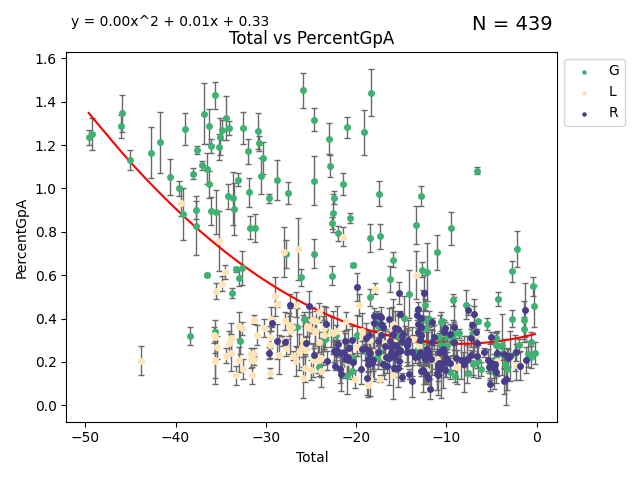 y = 0.00x^2 + 0.01x + 0.33
N = 439
Total vs PercentGpA
G
L
R
PercentGpA
1.6
1.4
1.2
1.0
0.8
0.6
0.4
0.2
0.0
−50 −40 −30 −20 −10 0
Total